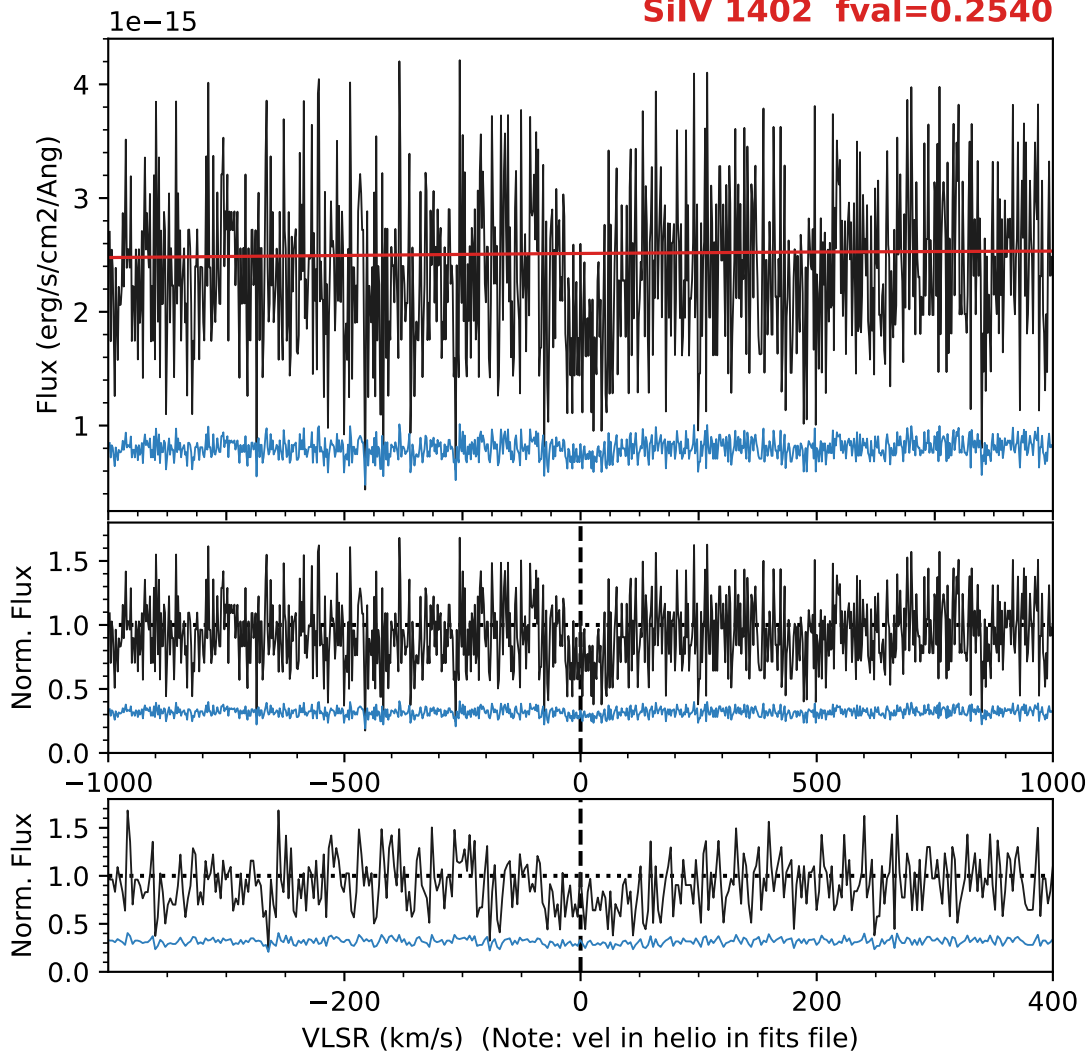 1e−15
SiIV 1402 fval=0.2540
4
3
2
1
Flux (erg/s/cm2/Ang)
1.5
1.0
0.5
0.0
Norm. Flux
−1000 −500 0 500 1000
1.5
1.0
0.5
0.0
Norm. Flux
−200 0 200 400
VLSR (km/s) (Note: vel in helio in fits file)